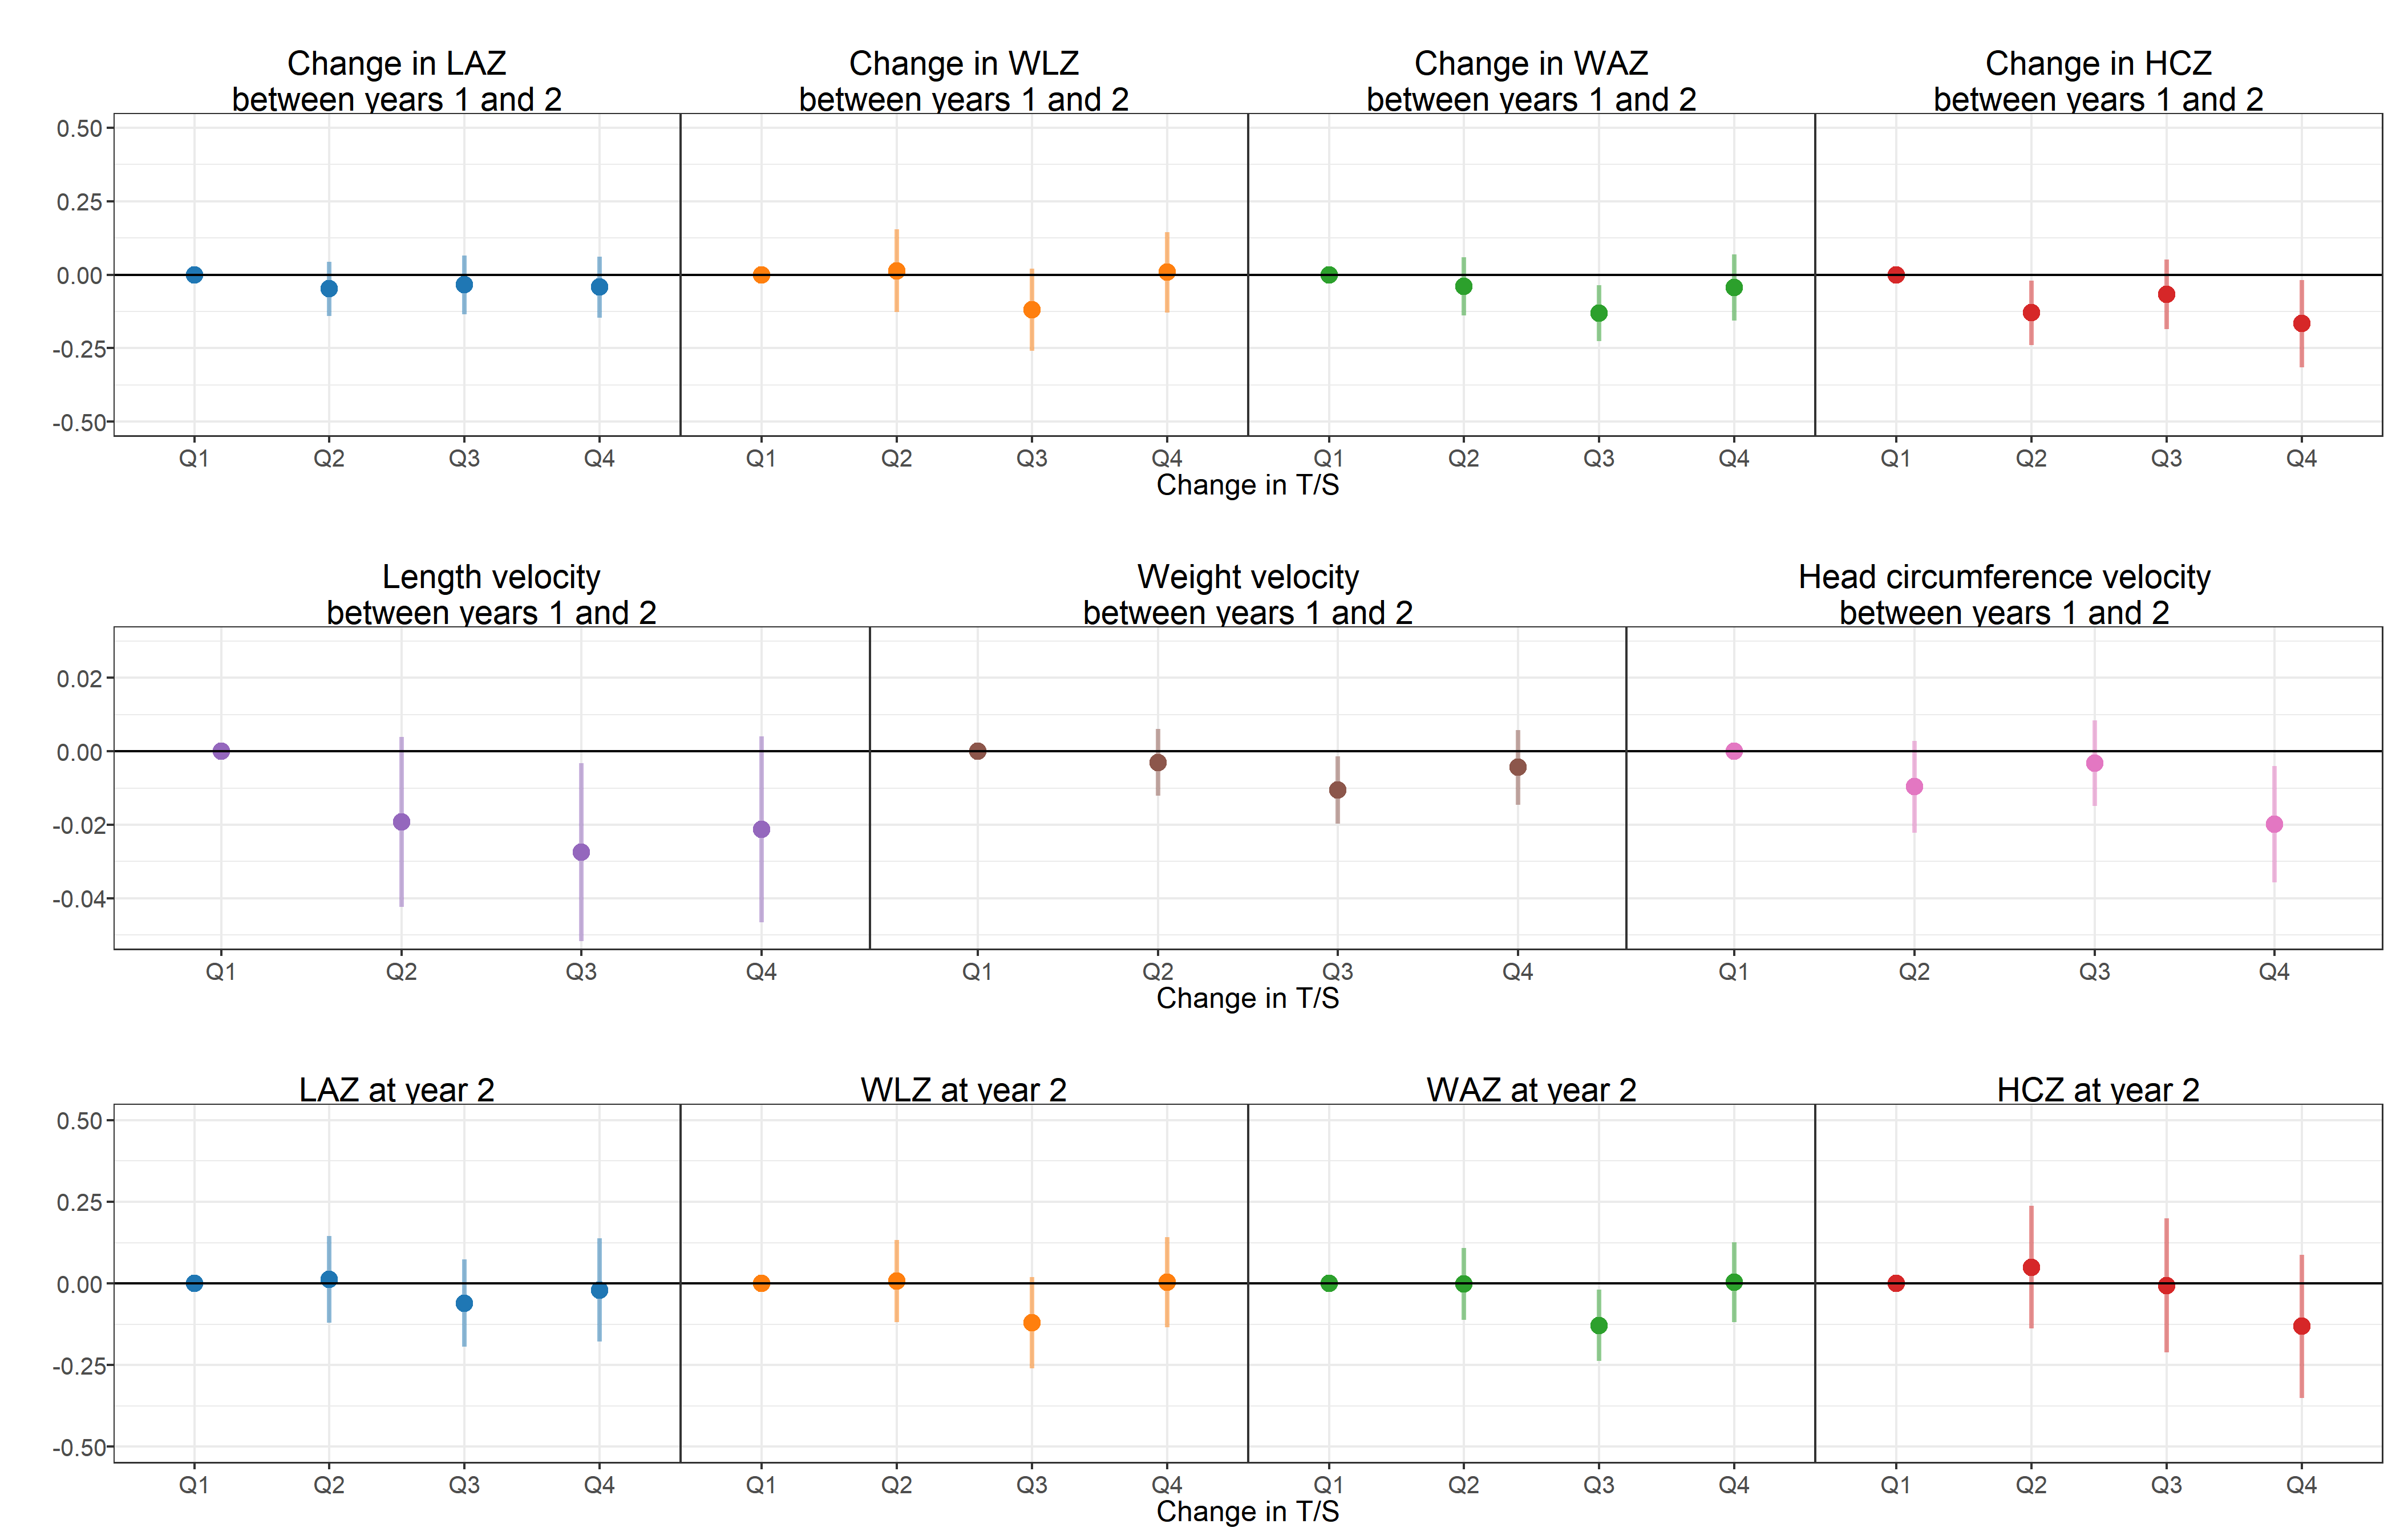 Change in LAZ
between years 1 and 2
Change in WLZ
between years 1 and 2
Change in WAZ
between years 1 and 2
Change in HCZ
between years 1 and 2
0.50
0.25
0.00
-0.25
-0.50
Q1 Q2 Q3 Q4 Q1 Q2 Q3 Q4 Q1 Q2 Q3 Q4 Q1 Q2 Q3 Q4
Change in T/S
Length velocity
between years 1 and 2
Weight velocity
between years 1 and 2
Head circumference velocity
between years 1 and 2
0.02
0.00
-0.02
-0.04
Q1 Q2 Q3 Q4 Q1 Q2 Q3 Q4 Q1 Q2 Q3 Q4
Change in T/S
LAZ at year 2
WLZ at year 2
WAZ at year 2
HCZ at year 2
0.50
0.25
0.00
-0.25
-0.50
Q1 Q2 Q3 Q4 Q1 Q2 Q3 Q4 Q1 Q2 Q3 Q4 Q1 Q2 Q3 Q4
Change in T/S